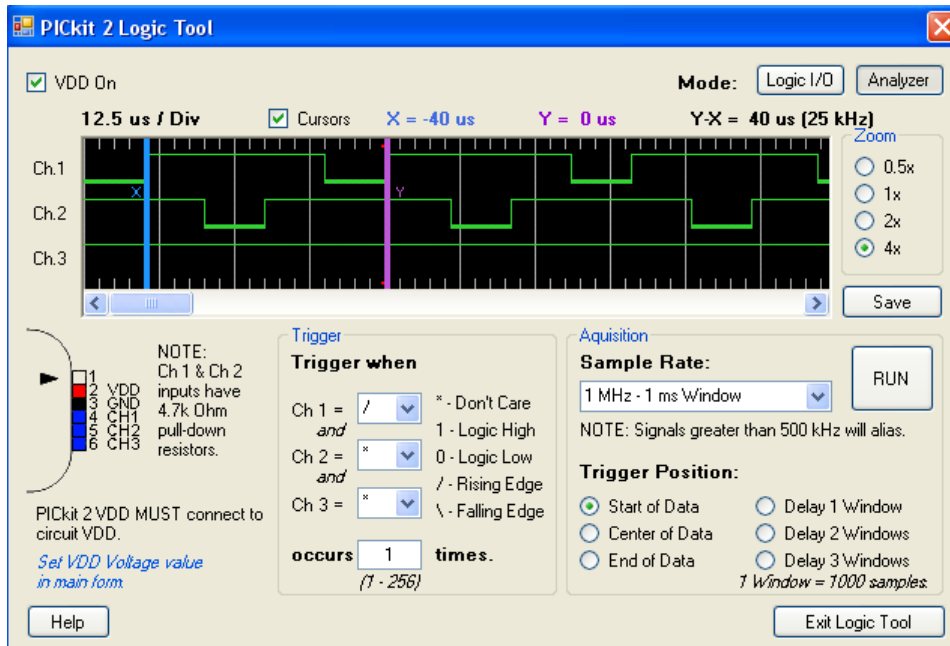 PICkit 2 Logic Tool
VDD On
Mode: Logic I/O Analyzer
12.5 us / Div Cursors X = -40 us Y = 0 us Y-X = 40 us (25 kHz)
Zoom
0.5x
1x
2x
4x
Ch.1
X Y
Ch.2
Ch.3
Save
NOTE:
Ch 1 & Ch 2
inputs have
4.7k Ohm
pull-down
resistors.
1
2 VDD
3 GND
4 CH1
5 CH2
6 CH3
PICkit 2 VDD MUST connect to
circuit VDD.
Set VDD Voltage value
in main form.
Help
Trigger
Trigger when
Ch 1 = /
and
Ch 2 = *
and
Ch 3 = *
* - Don't Care
1 - Logic High
0 - Logic Low
/ - Rising Edge
\ - Falling Edge
occurs 1 times.
(1 - 256)
Aquisition
Sample Rate:
1 MHz - 1 ms Window
RUN
NOTE: Signals greater than 500 kHz will alias.
Trigger Position:
Start of Data
Center of Data
End of Data
Delay 1 Window
Delay 2 Windows
Delay 3 Windows
1 Window = 1000 samples.
Exit Logic Tool